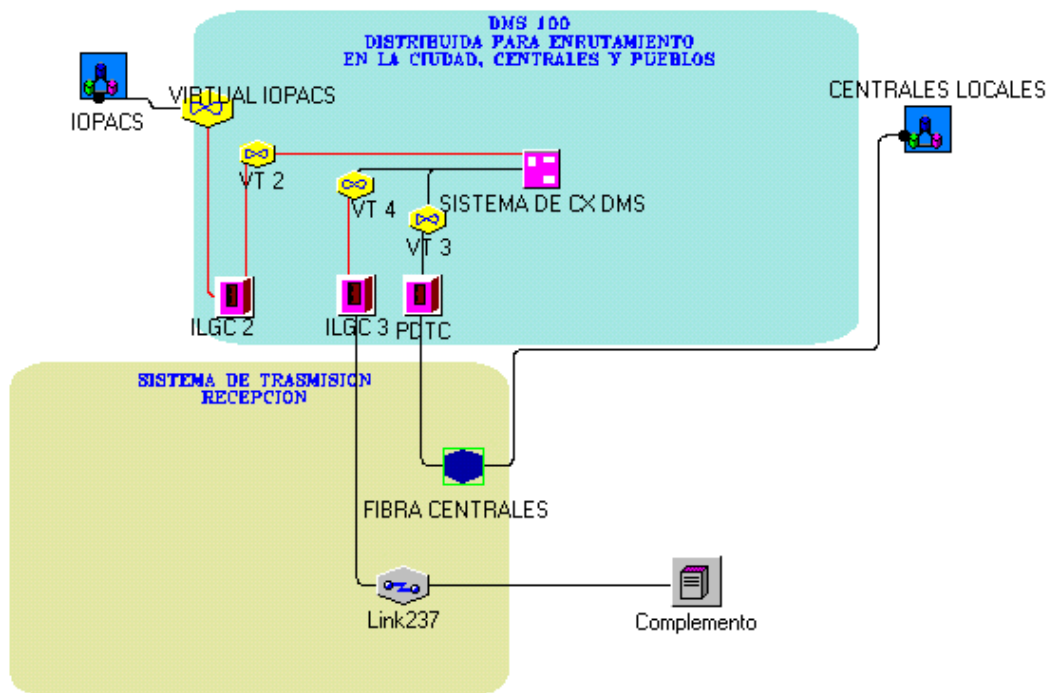 DMS 100
DISTRIBUIDA PARA ENRUTAMIENTO
EN LA CIUDAD, CENTRALES Y PUEBLOS
CENTRALES LOCALES
VIRTUAL IOPACS
IOPACS
VT 2
VT 4
SISTEMA DE CX DMS
VT 3
ILGC 2
ILGC 3
PDTC
SISTEMA DE TRASMISION
RECEPCION
FIBRA CENTRALES
Link237
Complemento